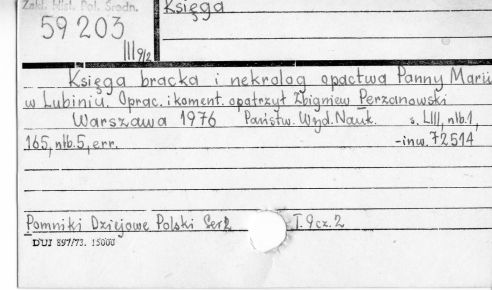 Zakł. Hist. Pol. Średn.
Księga
59 203
III 9/2
Księga bracka i nekrolog opactwa Panny Marii
w Lubiniu. Oprac. i koment. opatrzył Zbigniew Perzanowski
Warszawa 1976 Państw. Wyd. Nauk. s. LIII, nlb. 1,
165, nlb. 5, err. -inw. 72514
Pomniki Dziejowe Polski Ser 2 T. 9 cz. 2
DUJ 897/73. 15000